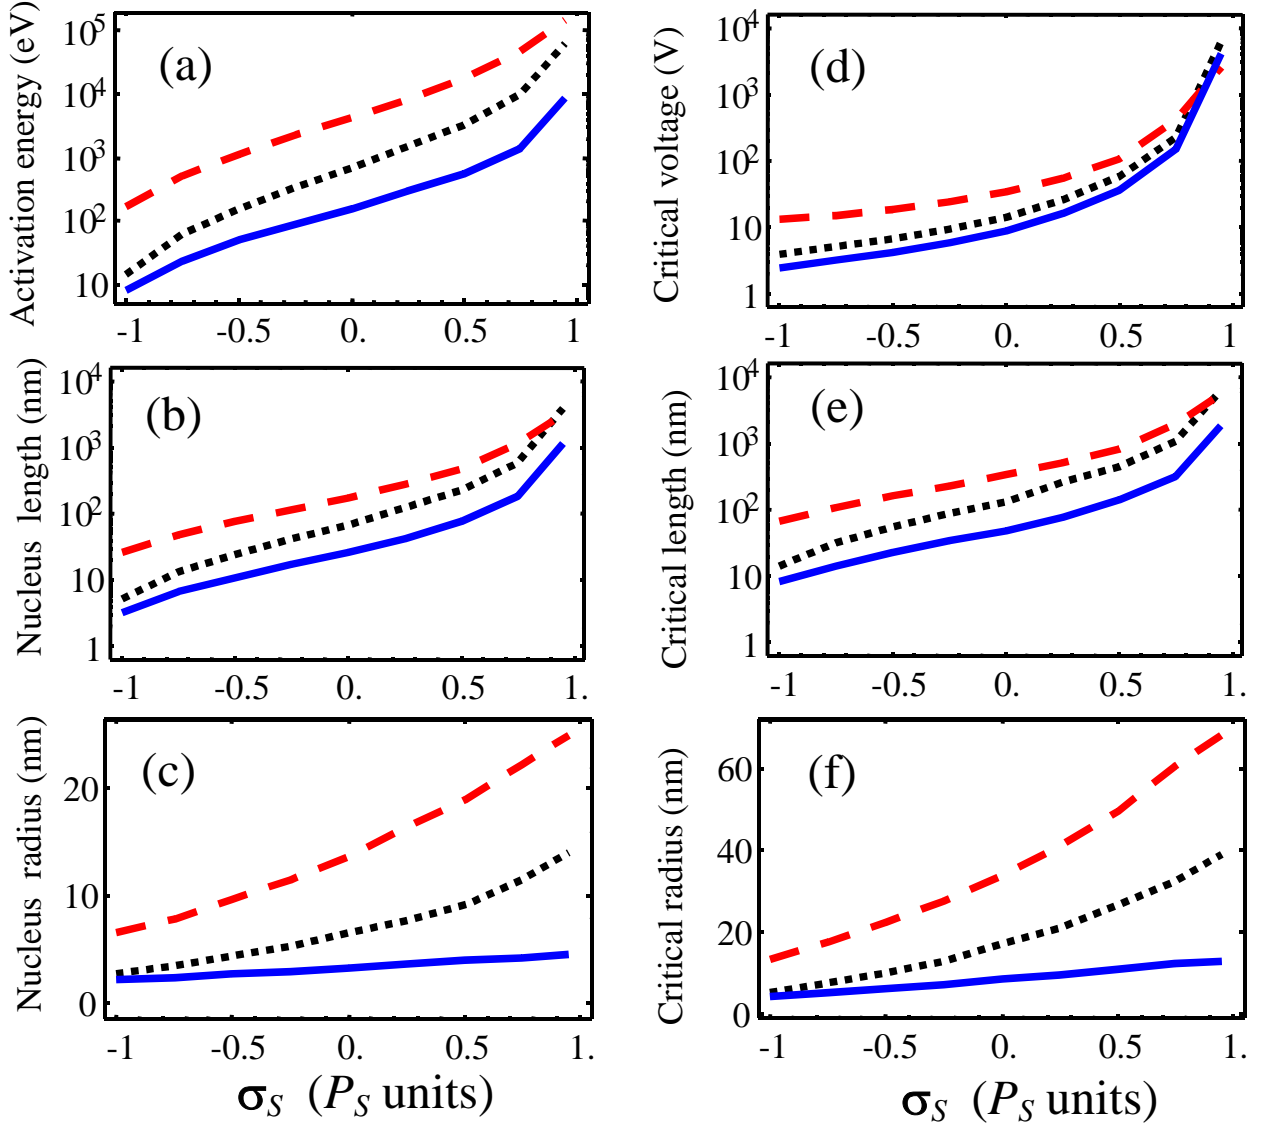 Activation energy (eV)
(a)
10^5
10^4
10^3
10^2
10
-1 -0.5 0. 0.5 1
Critical voltage (V)
(d)
10^4
10^3
10^2
10
1
-1 -0.5 0. 0.5 1.
Nucleus length (nm)
(b)
10^4
10^3
10^2
10
1
-1 -0.5 0. 0.5 1.
Critical length (nm)
(e)
10^4
10^3
10^2
10
1
-1 -0.5 0. 0.5 1.
Nucleus radius (nm)
(c)
20
10
0
-1 -0.5 0. 0.5 1.
σ_S (P_S units)
Critical radius (nm)
(f)
60
40
20
0
-1 -0.5 0. 0.5 1.
σ_S (P_S units)